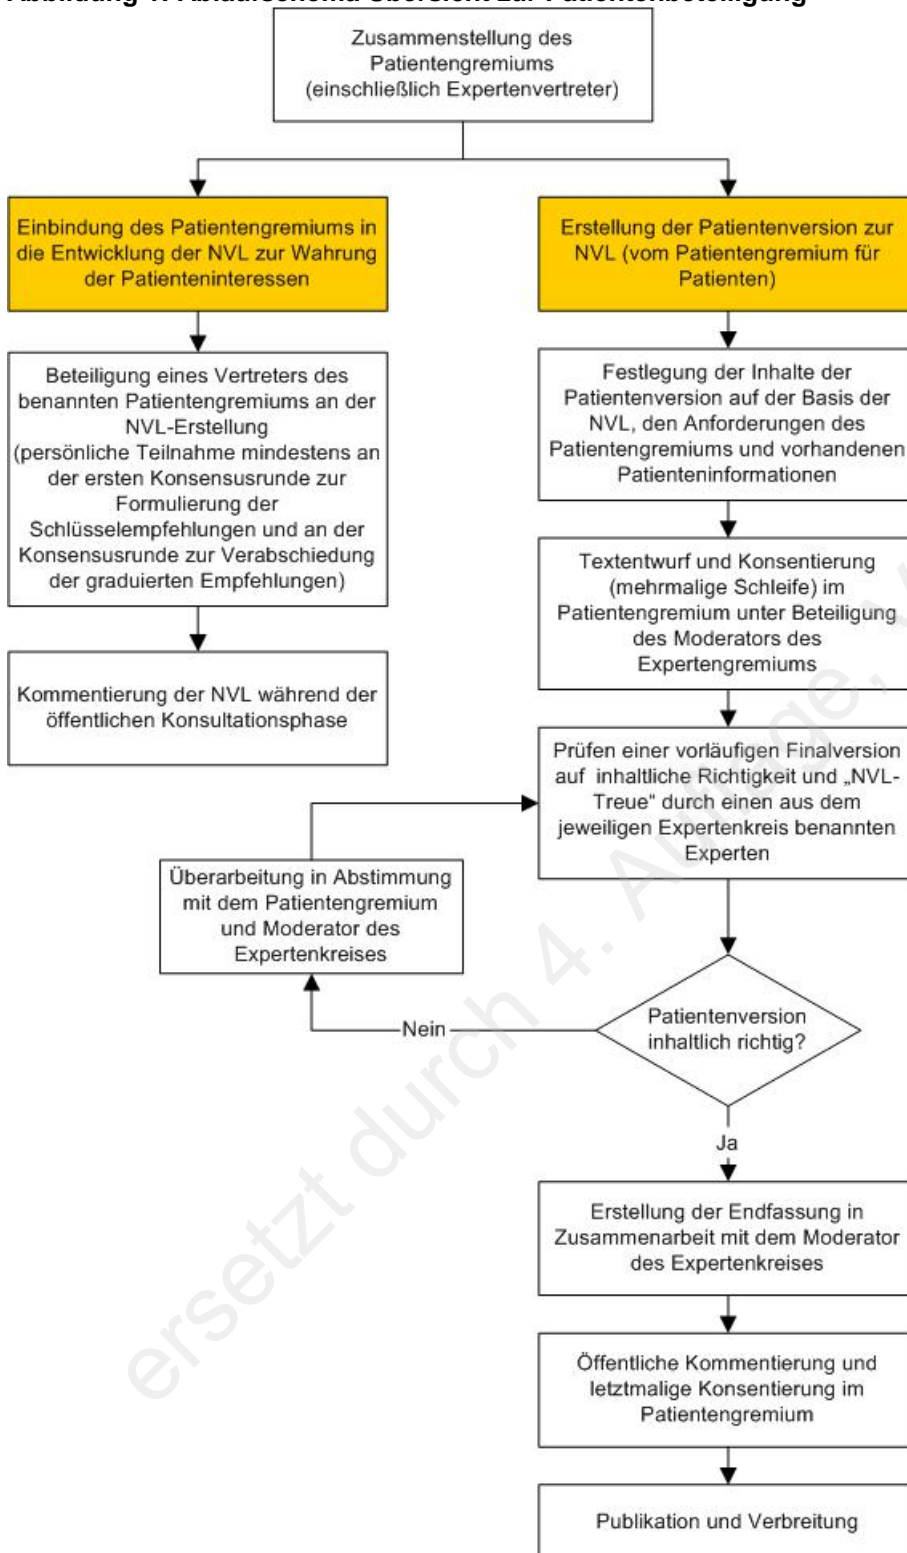 Abbildung 1: Ablaufschema Übersicht zur Patientenbeteiligung
Zusammenstellung des
Patientengremiums
(einschließlich Expertenvertreter)
Einbindung des Patientengremiums in
die Entwicklung der NVL zur Wahrung
der Patienteninteressen
Beteiligung eines Vertreters des
benannten Patientengremiums an der
NVL-Erstellung
(persönliche Teilnahme mindestens an
der ersten Konsensusrunde zur
Formulierung der
Schlüsselempfehlungen und an der
Konsensusrunde zur Verabschiedung
der graduierten Empfehlungen)
Kommentierung der NVL während der
öffentlichen Konsultationsphase
Erstellung der Patientenversion zur
NVL (vom Patientengremium für
Patienten)
Festlegung der Inhalte der
Patientenversion auf der Basis der
NVL, den Anforderungen des
Patientengremiums und vorhandenen
Patienteninformationen
Textentwurf und Konsentierung
(mehrmalige Schleife) im
Patientengremium unter Beteiligung
des Moderators des
Expertengremiums
Prüfen einer vorläufigen Finalversion
auf inhaltliche Richtigkeit und „NVL-
Treue“ durch einen aus dem
jeweiligen Expertenkreis benannten
Experten
Überarbeitung in Abstimmung
mit dem Patientengremium
und Moderator des
Expertenkreises
Patientenversion
inhaltlich richtig?
Nein
Ja
Erstellung der Endfassung in
Zusammenarbeit mit dem Moderator
des Expertenkreises
Öffentliche Kommentierung und
letztmalige Konsentierung im
Patientengremium
Publikation und Verbreitung
ersetzt durch 4. Auflage,